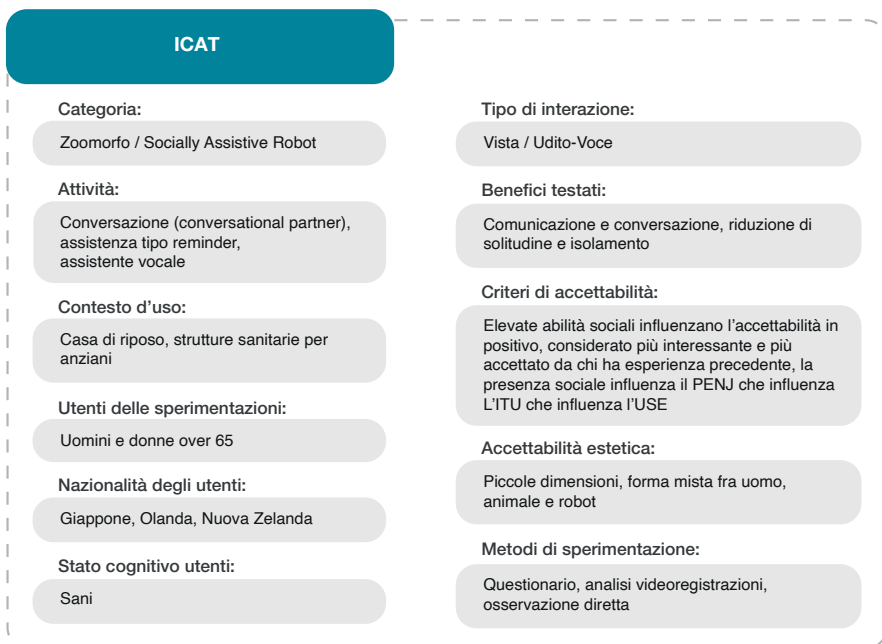 ICAT
Categoria:
Zoomorfo / Socially Assistive Robot
Attività:
Conversazione (conversational partner),
assistenza tipo reminder,
assistente vocale
Contesto d’uso:
Casa di riposo, strutture sanitarie per
anziani
Utenti delle sperimentazioni:
Uomini e donne over 65
Nazionalità degli utenti:
Giappone, Olanda, Nuova Zelanda
Stato cognitivo utenti:
Sani
Tipo di interazione:
Vista / Udito-Voce
Benefici testati:
Comunicazione e conversazione, riduzione di
solitudine e isolamento
Criteri di accettabilità:
Elevate abilità sociali influenzano l’accettabilità in
positivo, considerato più interessante e più
accettato da chi ha esperienza precedente, la
presenza sociale influenza il PENJ che influenza
L’ITU che influenza l’USE
Accettabilità estetica:
Piccole dimensioni, forma mista fra uomo,
animale e robot
Metodi di sperimentazione:
Questionario, analisi videoregistrazioni,
osservazione diretta